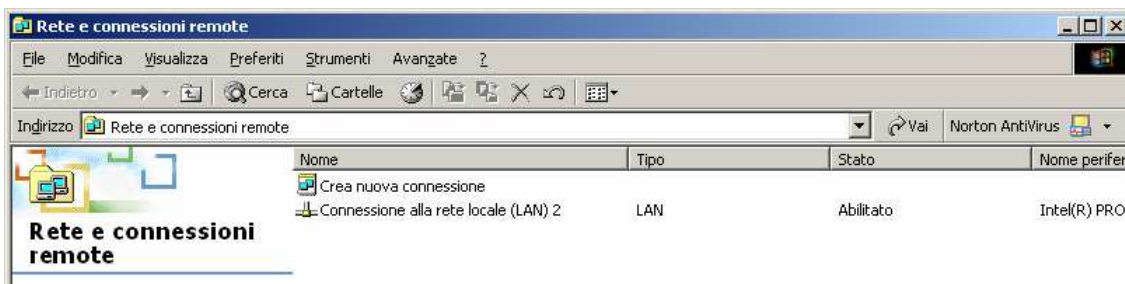 Rete e connessioni remote
File Modifica Visualizza Preferiti Strumenti Avanzate ?
Indietro Cerca Cartelle
Indirizzo Rete e connessioni remote Vai Norton AntiVirus
Nome Tipo Stato Nome perifer
Crea nuova connessione
Connessione alla rete locale (LAN) 2 LAN Abilitato Intel(R) PRO
Rete e connessioni
remote